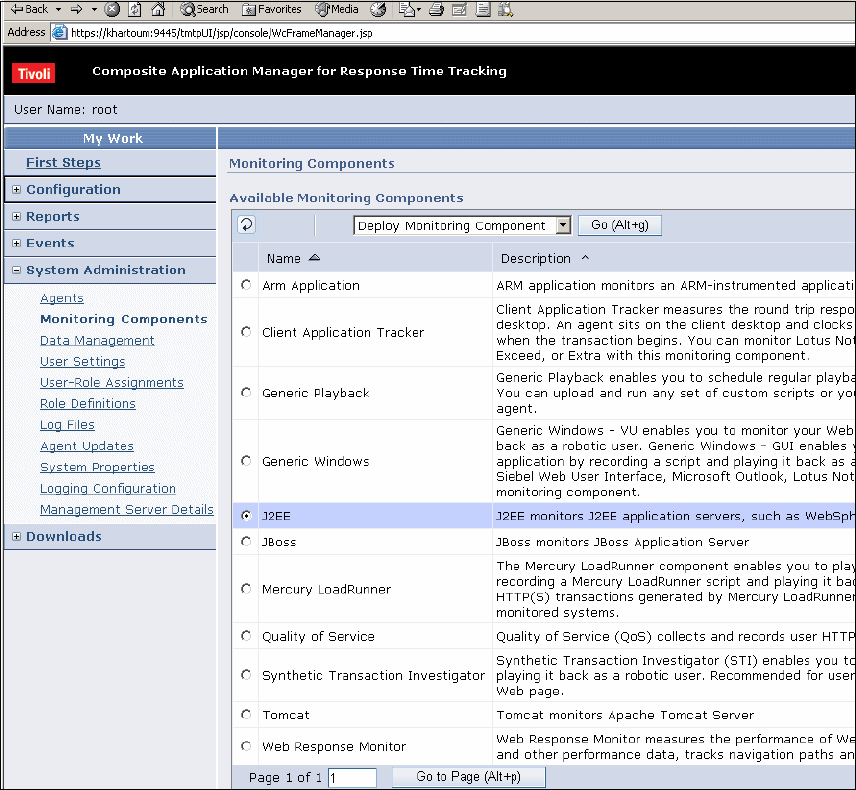 Back
Search
Favorites
Media
Address https://khartoum:9445/tmtpUI/jsp/console/WcFrameManager.jsp
Tivoli
Composite Application Manager for Response Time Tracking
User Name: root
My Work
First Steps
Configuration
Reports
Events
System Administration
Agents
Monitoring Components
Data Management
User Settings
User-Role Assignments
Role Definitions
Log Files
Agent Updates
System Properties
Logging Configuration
Management Server Details
Downloads
Monitoring Components
Available Monitoring Components
Deploy Monitoring Component Go (Alt+g)
Name Description
Arm Application ARM application monitors an ARM-instrumented applicati
Client Application Tracker
Client Application Tracker measures the round trip respo
desktop. An agent sits on the client desktop and clocks
when the transaction begins. You can monitor Lotus Not
Exceed, or Extra with this monitoring component.
Generic Playback
Generic Playback enables you to schedule regular playba
You can upload and run any set of custom scripts or yo
agent.
Generic Windows
Generic Windows - VU enables you to monitor your Web
back as a robotic user. Generic Windows - GUI enables y
application by recording a script and playing it back as a
Siebel Web User Interface, Microsoft Outlook, Lotus Not
monitoring component.
J2EE J2EE monitors J2EE application servers, such as WebSph
JBoss JBoss monitors JBoss Application Server
Mercury LoadRunner
The Mercury LoadRunner component enables you to play
recording a Mercury LoadRunner script and playing it bac
HTTP(S) transactions generated by Mercury LoadRunner
monitored systems.
Quality of Service Quality of Service (QoS) collects and records user HTTP
Synthetic Transaction Investigator
Synthetic Transaction Investigator (STI) enables you to
playing it back as a robotic user. Recommended for user
Web page.
Tomcat Tomcat monitors Apache Tomcat Server
Web Response Monitor
Web Response Monitor measures the performance of We
and other performance data, tracks navigation paths an
Page 1 of 1 1 Go to Page (Alt+p)